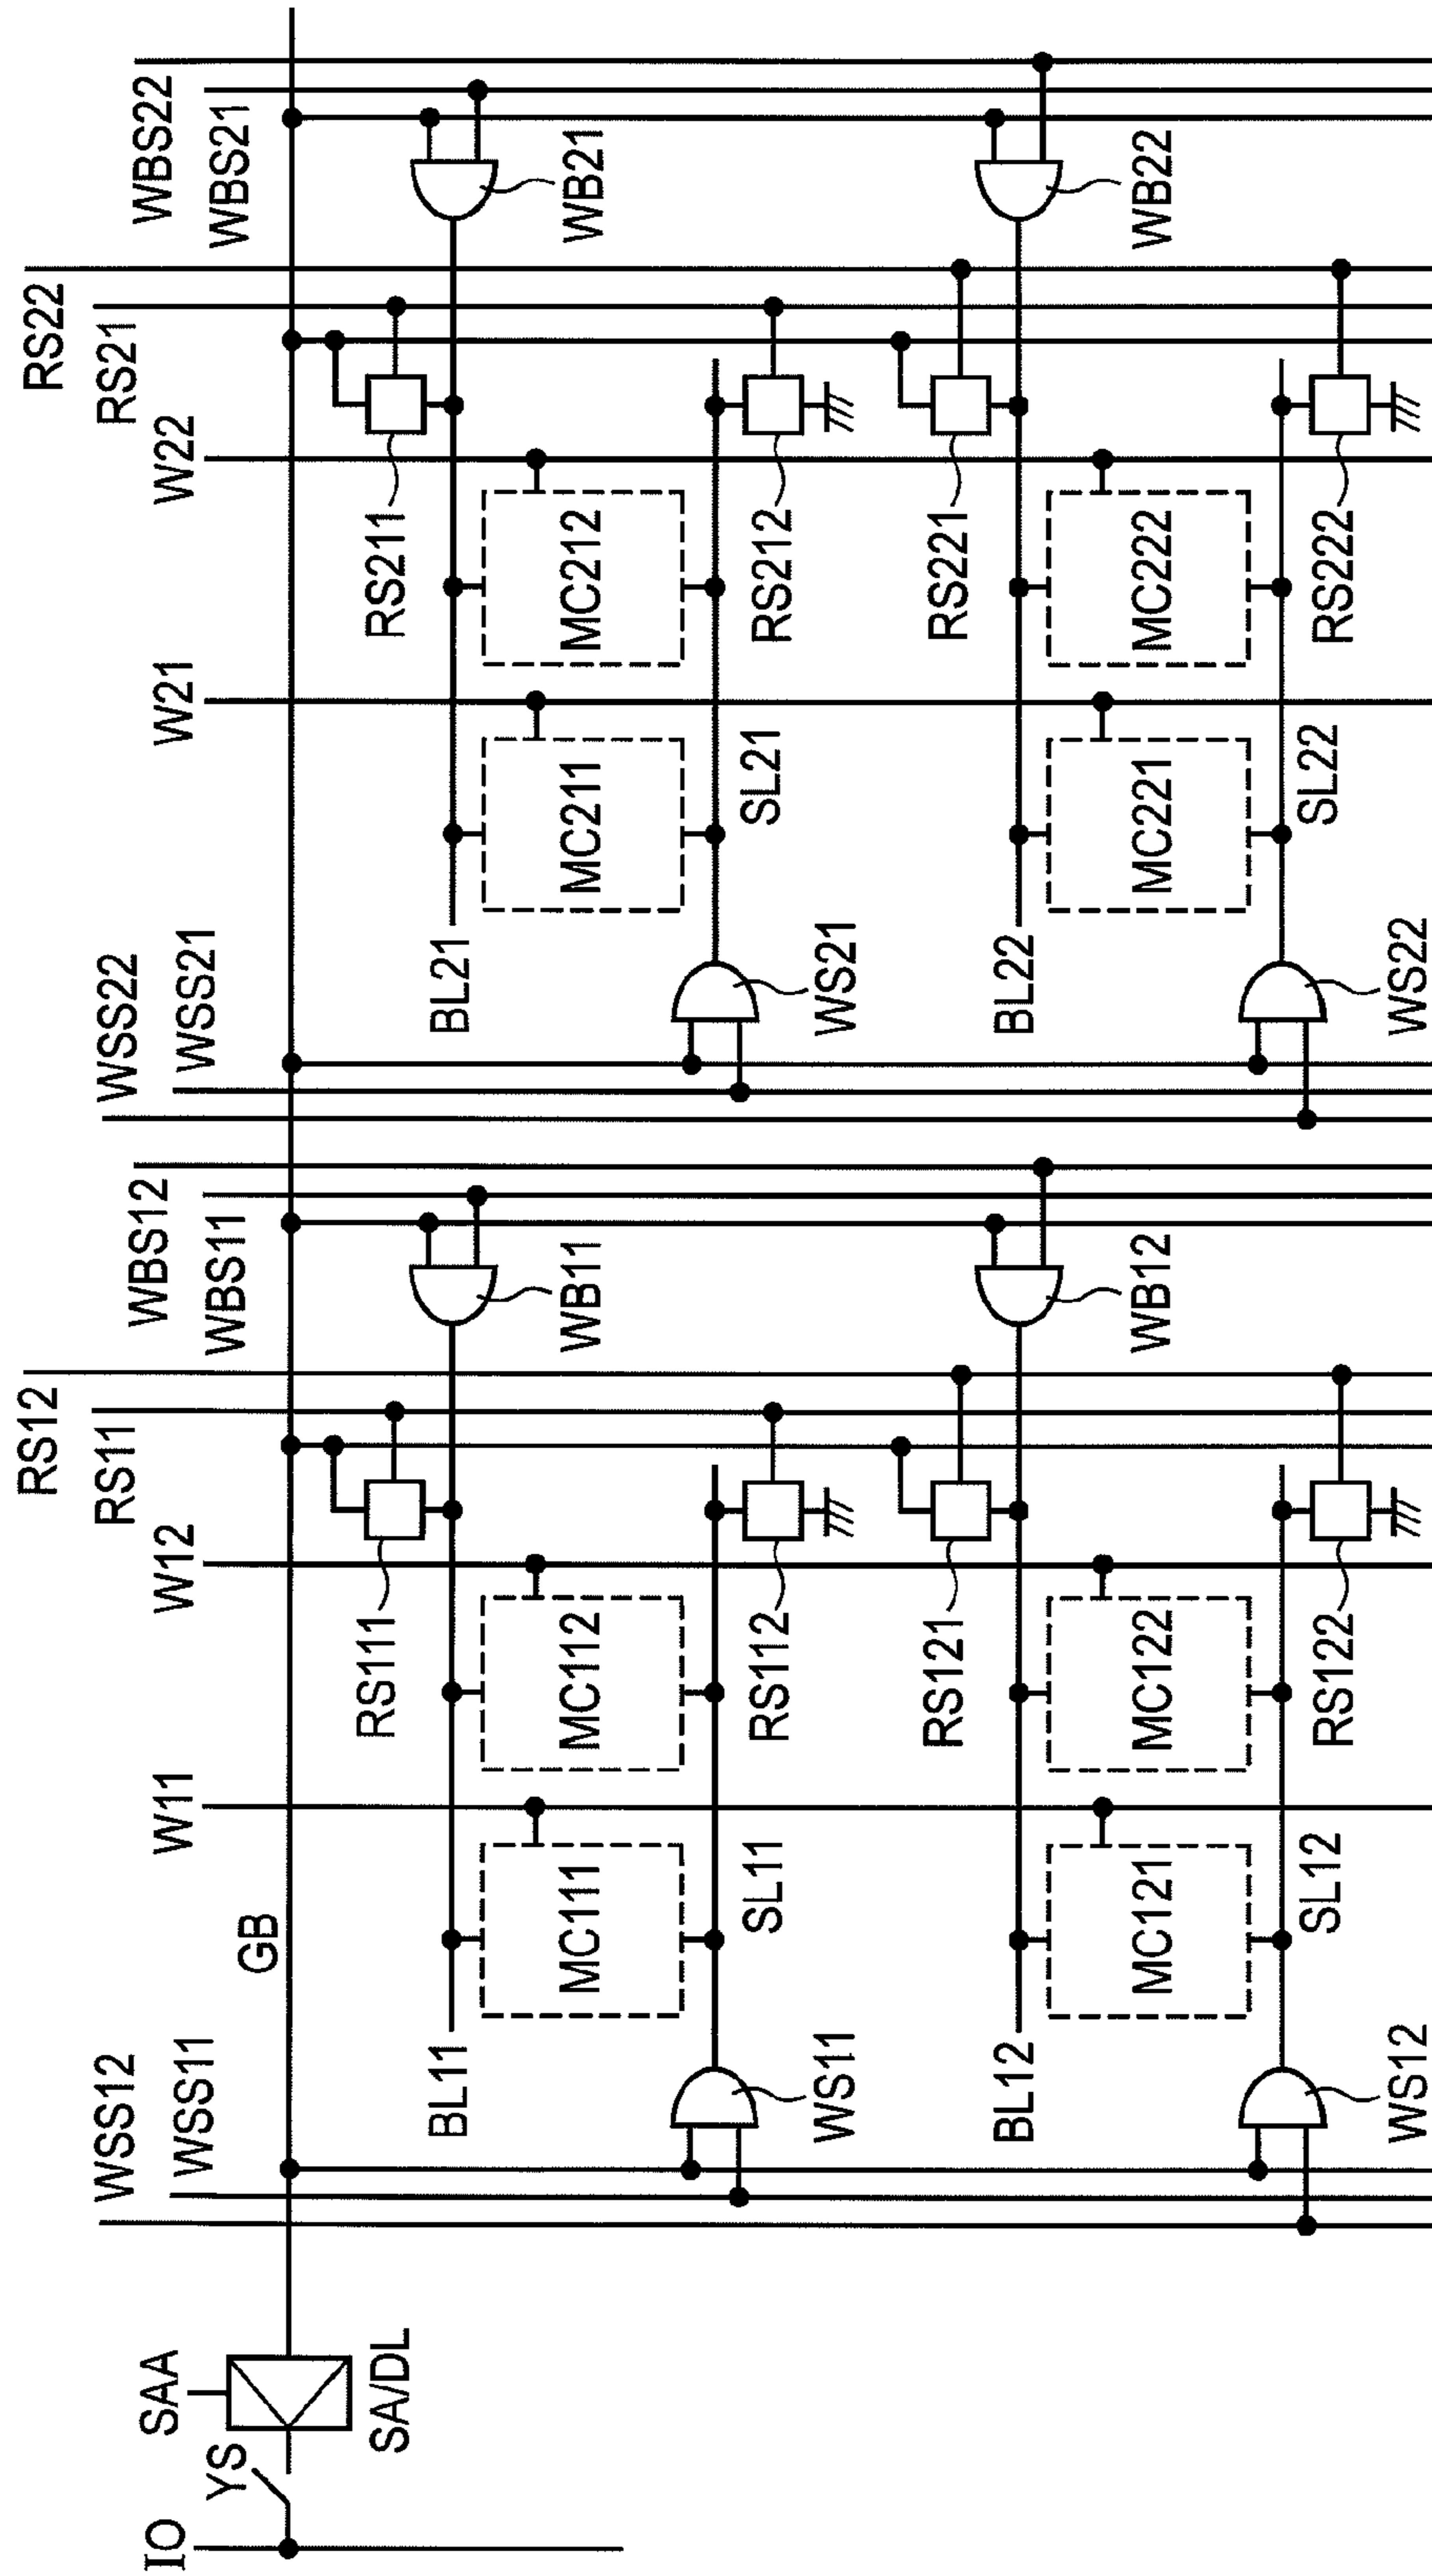 IO
YS
SAA
SA/DL
WSS12
WSS11
GB
W11
W12
RS12
RS11
WBS12
WBS11
WSS22
WSS21
W21
W22
RS22
RS21
WBS22
WBS21
BL11
RS111
WB11
BL21
RS211
WB21
MC111
MC112
MC211
MC212
WS11
SL11
RS112
WS21
SL21
RS212
BL12
RS121
WB12
BL22
RS221
WB22
MC121
MC122
MC221
MC222
WS12
SL12
RS122
WS22
SL22
RS222